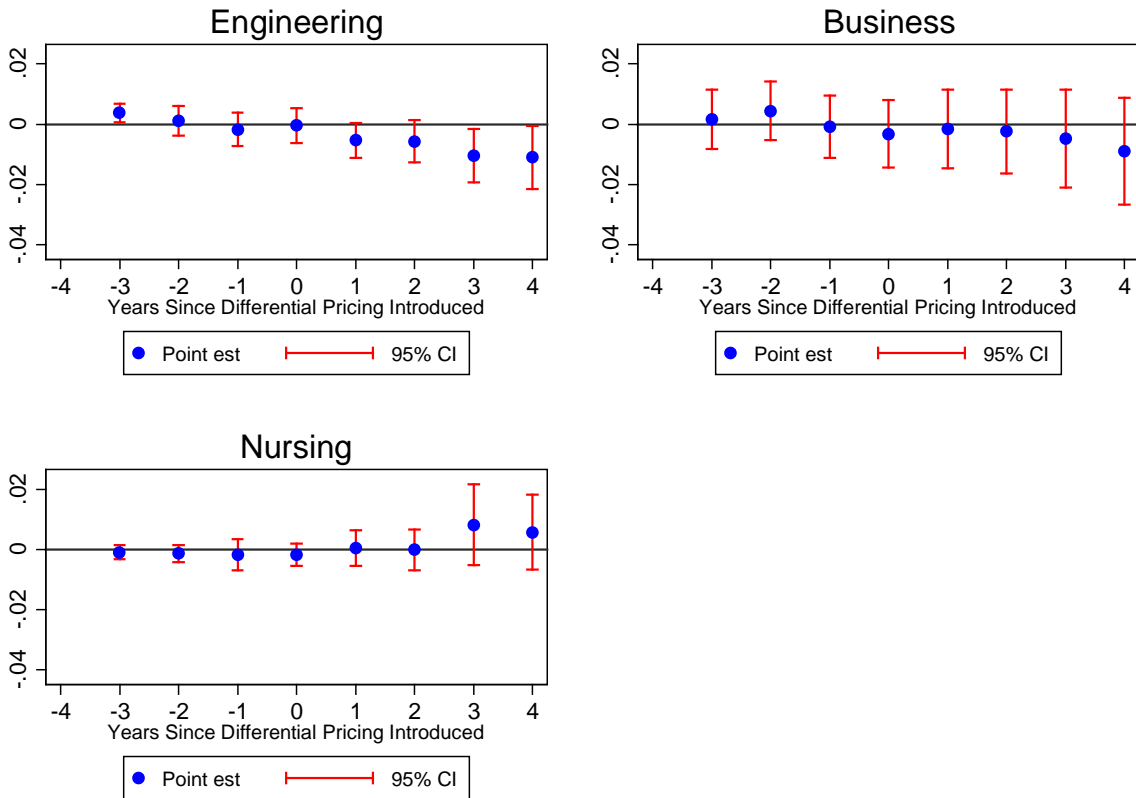 Engineering
.02
0
-.02
-.04
-4 -3 -2 -1 0 1 2 3 4
Years Since Differential Pricing Introduced
Point est 95% CI
Business
.02
0
-.02
-.04
-4 -3 -2 -1 0 1 2 3 4
Years Since Differential Pricing Introduced
Point est 95% CI
Nursing
.02
0
-.02
-.04
-4 -3 -2 -1 0 1 2 3 4
Years Since Differential Pricing Introduced
Point est 95% CI